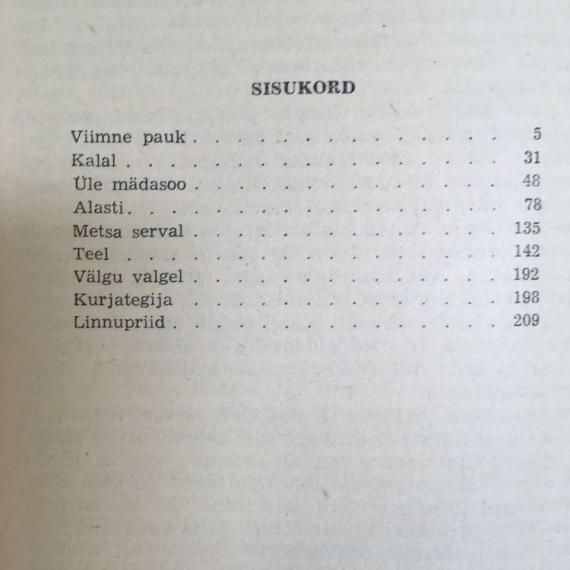 SISUKORD
Viimne pauk . . . . . . . . . . . . 5
Kalal . . . . . . . . . . . . . . 31
Üle mädasoo . . . . . . . . . . . 48
Alasti . . . . . . . . . . . . . . 78
Metsa serval . . . . . . . . . . . 135
Teel . . . . . . . . . . . . . . 142
Välgu valgel . . . . . . . . . . . 192
Kurjategija . . . . . . . . . . . 198
Linnupriid . . . . . . . . . . . . 209